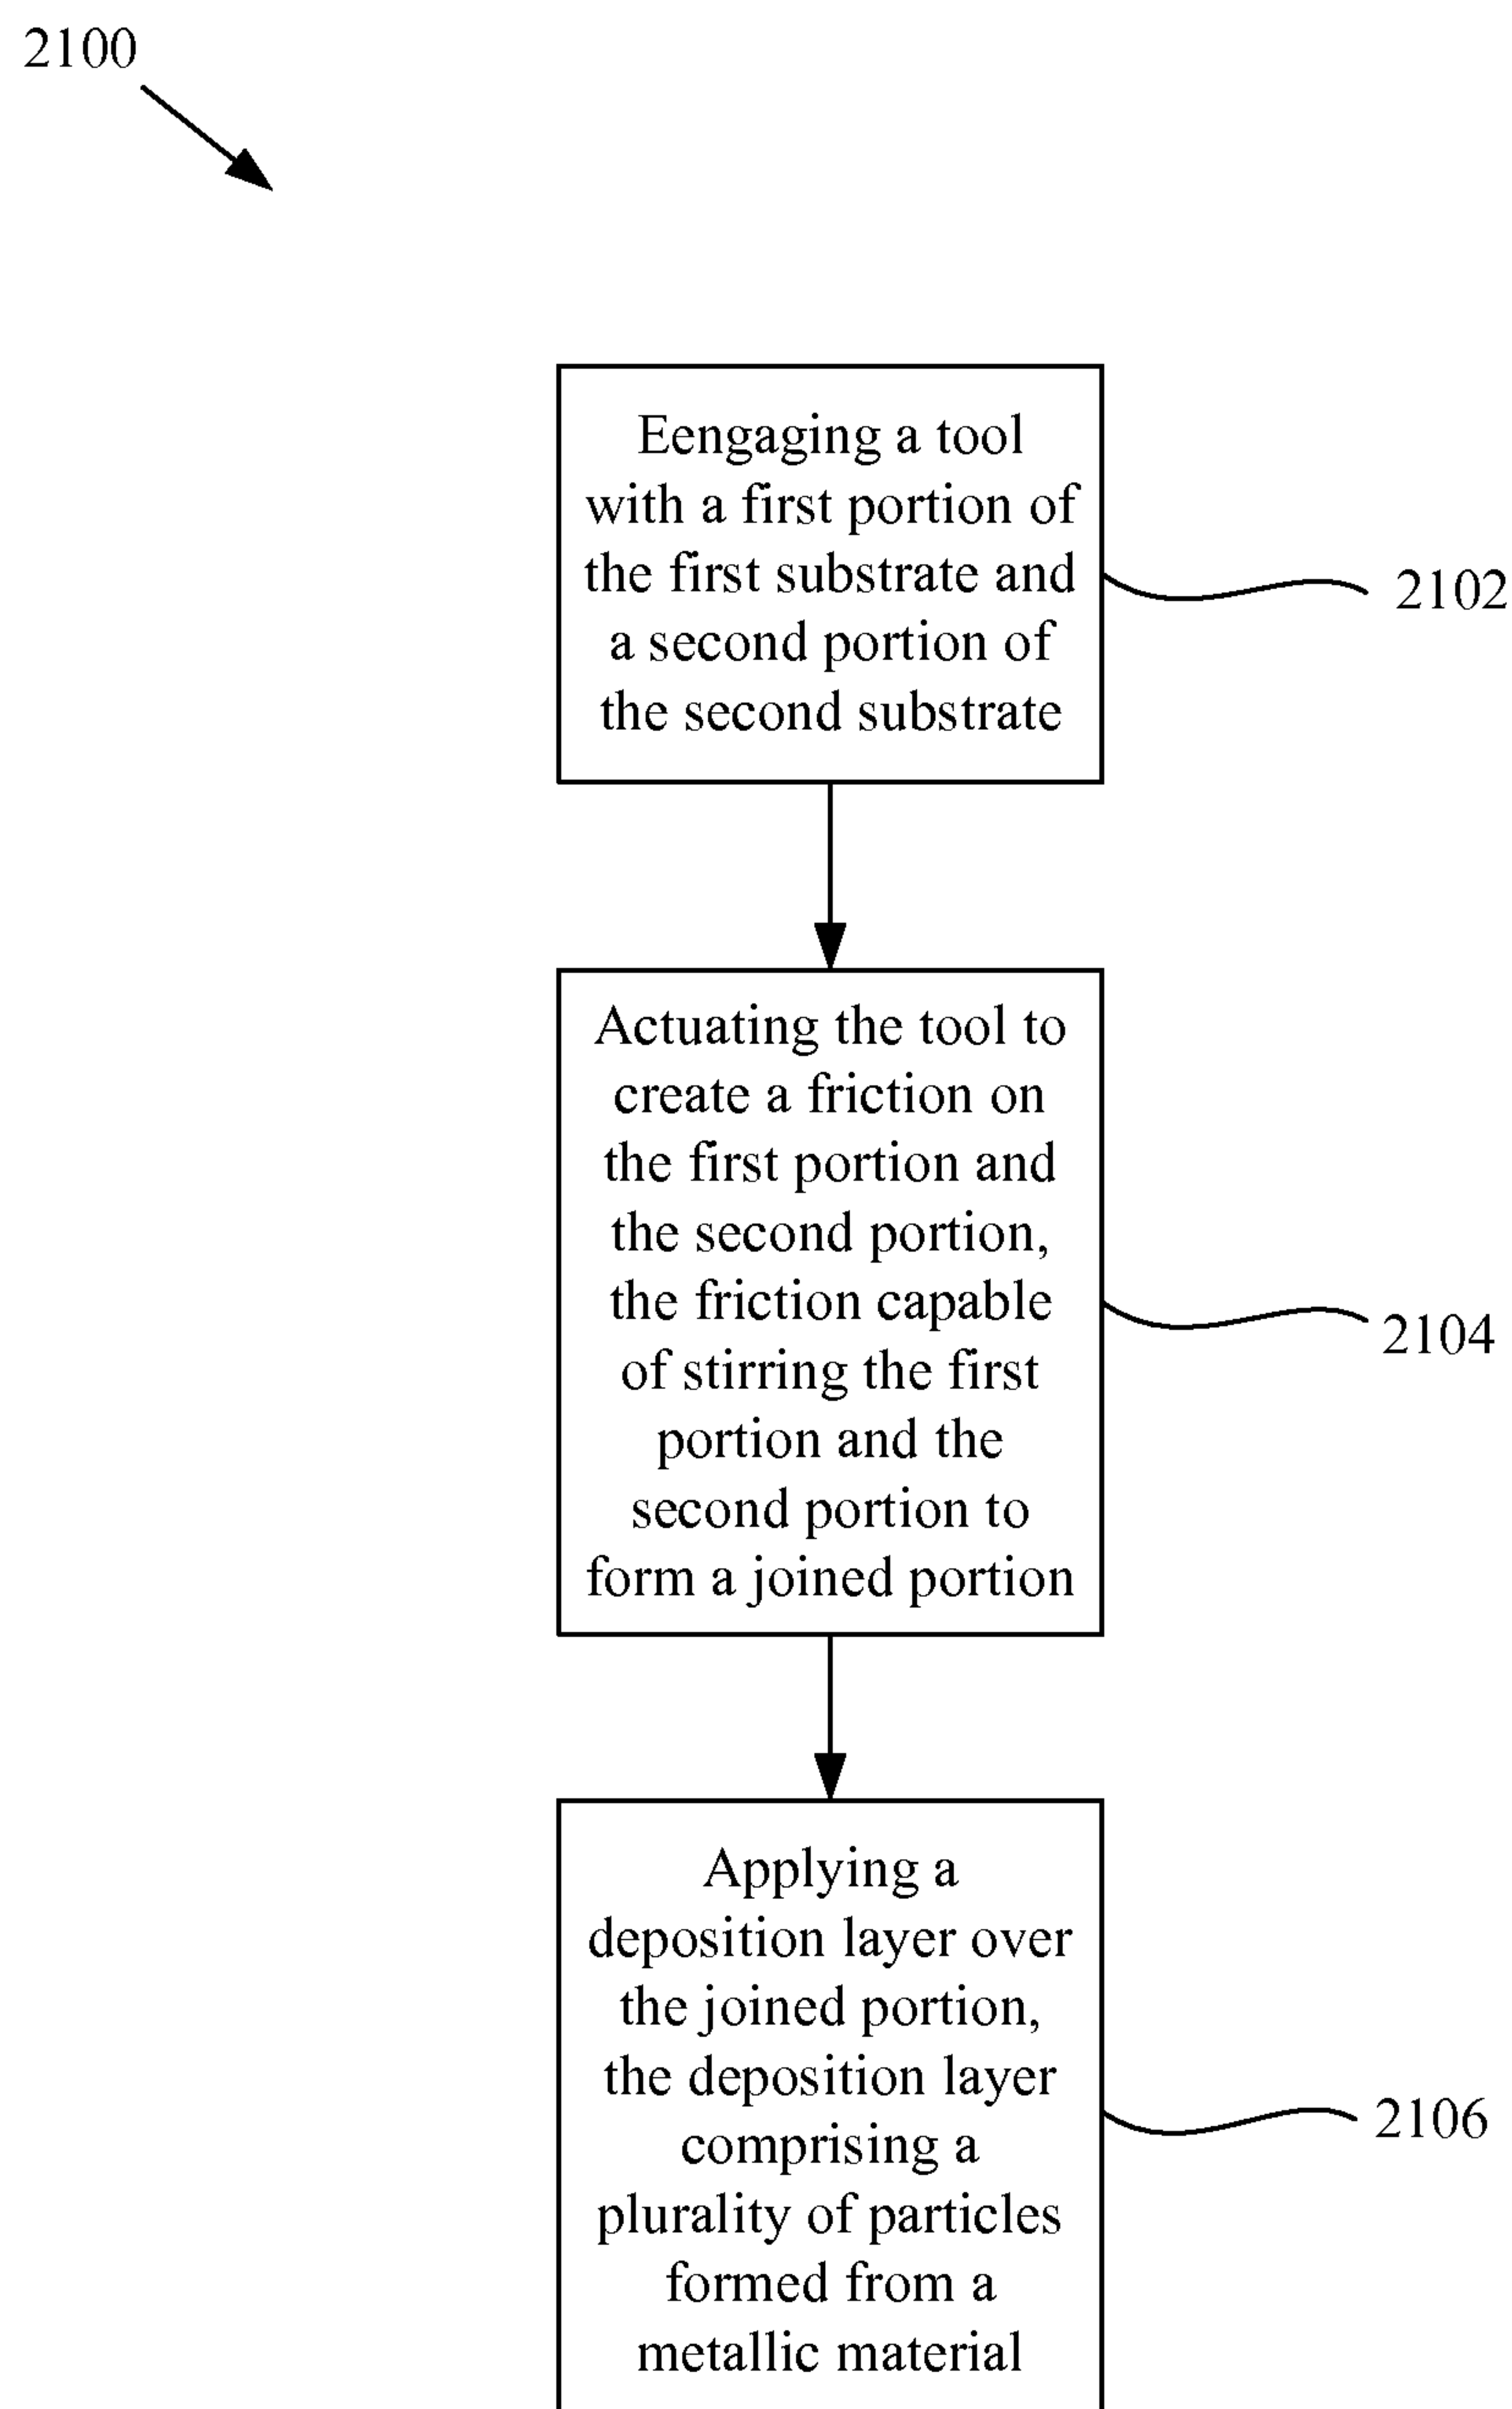 2100
Eengaging a tool
with a first portion of
the first substrate and
a second portion of
the second substrate
2102
Actuating the tool to
create a friction on
the first portion and
the second portion,
the friction capable
of stirring the first
portion and the
second portion to
form a joined portion
2104
Applying a
deposition layer over
the joined portion,
the deposition layer
comprising a
plurality of particles
formed from a
metallic material
2106